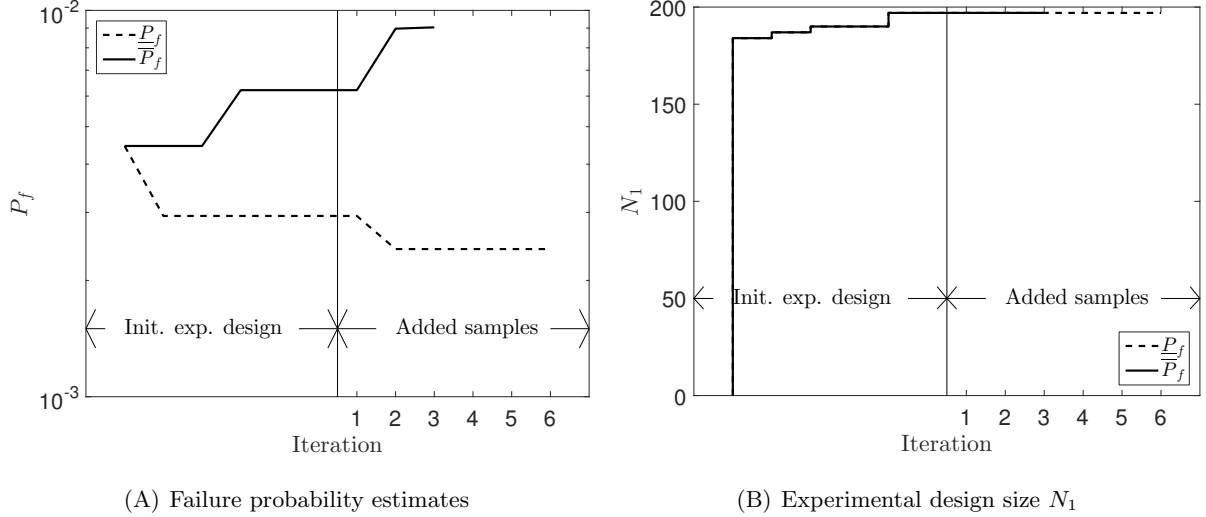 10^-2
P_f
P̅_f
P_f
Init. exp. design
Added samples
10^-3
1 2 3 4 5 6
Iteration
(A) Failure probability estimates
200
150
N_1
100
50
Init. exp. design
Added samples
P_f
P̅_f
0
1 2 3 4 5 6
Iteration
(B) Experimental design size N_1